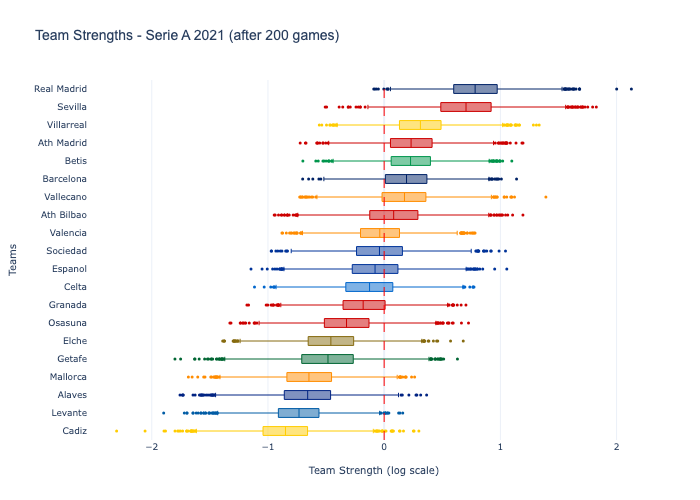 Team Strengths - Serie A 2021 (after 200 games)
Real Madrid
Sevilla
Villarreal
Ath Madrid
Betis
Barcelona
Vallecano
Ath Bilbao
Valencia
Sociedad
Espanol
Celta
Granada
Osasuna
Elche
Getafe
Mallorca
Alaves
Levante
Cadiz
Teams
−2 −1 0 1 2
Team Strength (log scale)